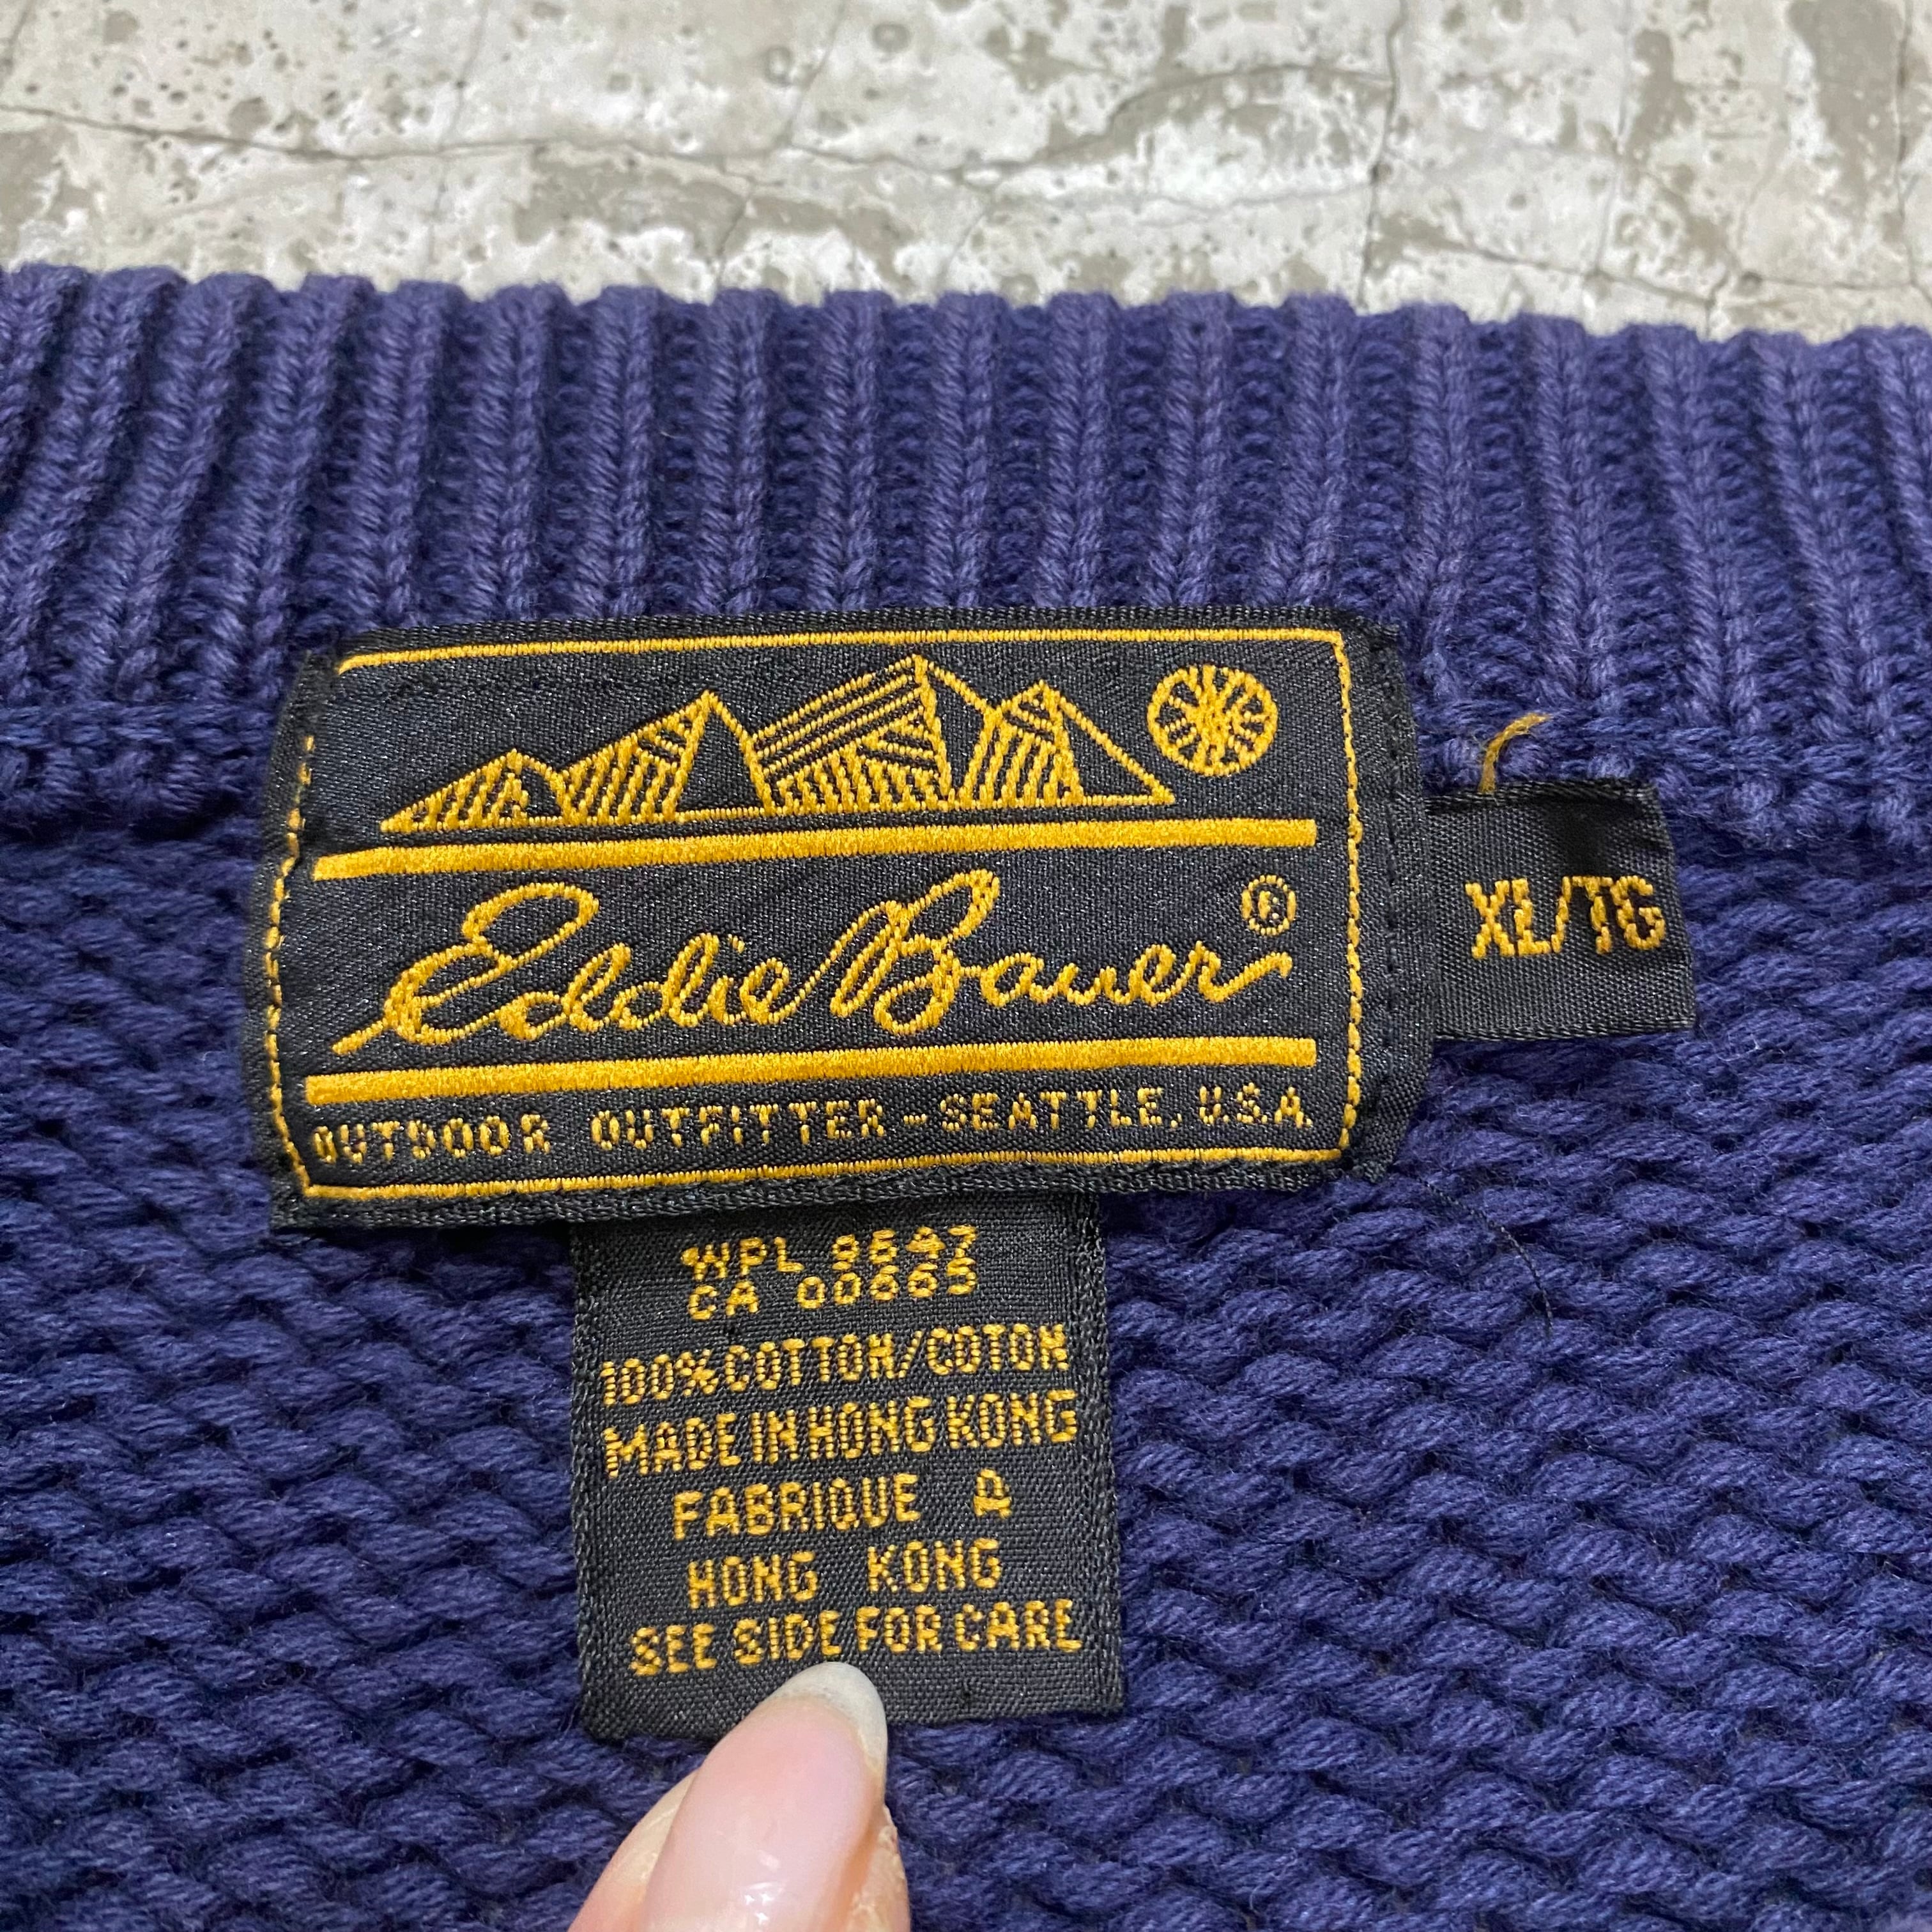 Eddie Bauer®
OUTDOOR OUTFITTER - SEATTLE, U.S.A.
XL/TG
WPL 8647
CA 00665
100% COTTON/COTON
MADE IN HONG KONG
FABRIQUE A
HONG KONG
SEE SIDE FOR CARE